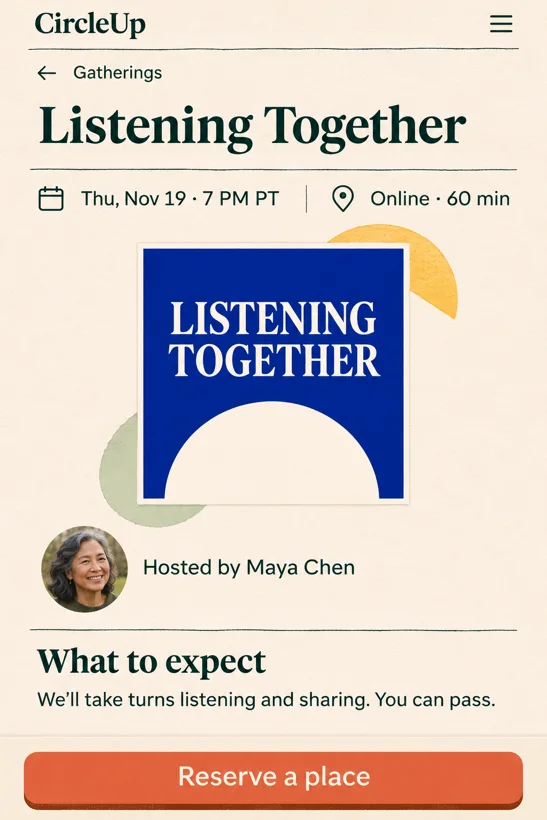 CircleUp
Gatherings
Listening Together
Thu, Nov 19 · 7 PM PT
Online · 60 min
LISTENING
TOGETHER
Hosted by Maya Chen
What to expect
We’ll take turns listening and sharing. You can pass.
Reserve a place